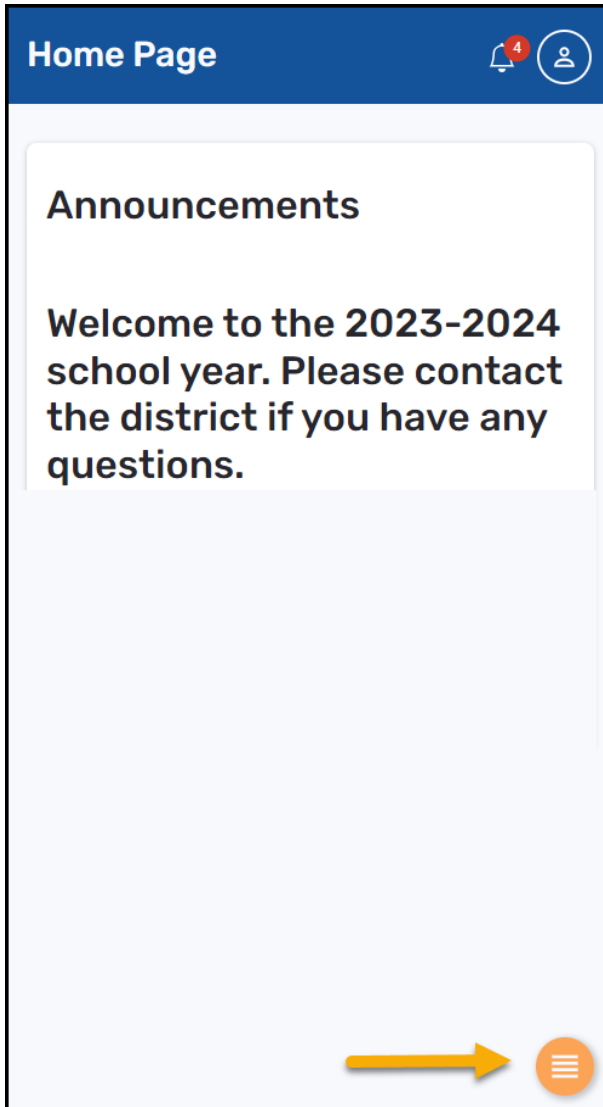 Home Page
4
Announcements
Welcome to the 2023-2024
school year. Please contact
the district if you have any
questions.